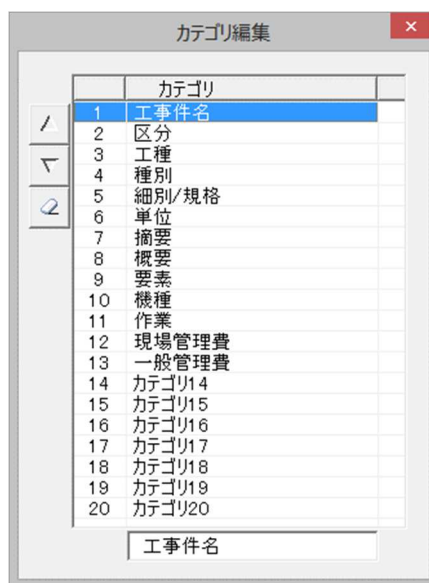 カテゴリ編集
カテゴリ
1 工事件名
2 区分
3 工種
4 種別
5 細別/規格
6 単位
7 摘要
8 概要
9 要素
10 機種
11 作業
12 現場管理費
13 一般管理費
14 カテゴリ14
15 カテゴリ15
16 カテゴリ16
17 カテゴリ17
18 カテゴリ18
19 カテゴリ19
20 カテゴリ20
工事件名